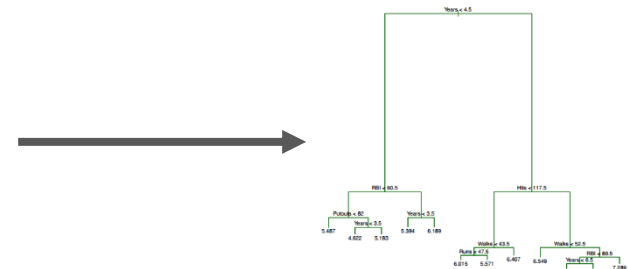 Years < 4.5
RBI < 60.5
Hits < 117.5
Putouts < 82
Years < 3.5
5.487
Years < 3.5
4.622 5.183
5.394 6.189
Walks < 43.5
Runs < 47.5
6.015 5.571
6.407
Walks < 52.5
6.549
RBI < 80.5
Years < 6.5
7.289